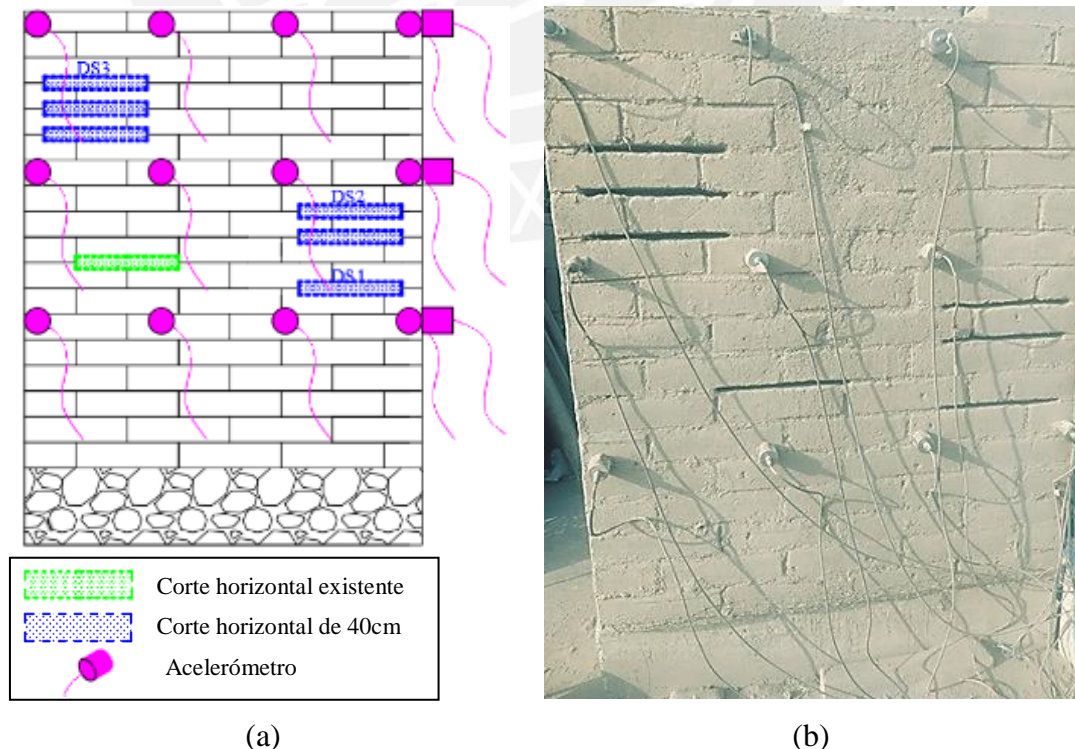 DS3
DS2
DS1
Corte horizontal existente
Corte horizontal de 40cm
Acelerómetro
(a)
(b)